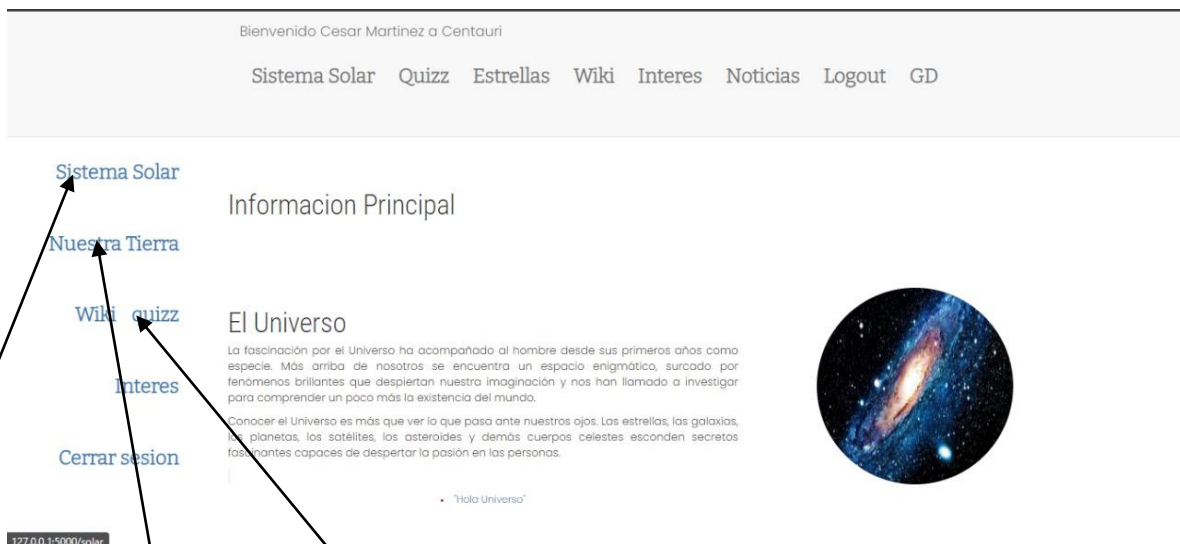 Bienvenido Cesar Martinez a Centauri
Sistema Solar Quizz Estrellas Wiki Interes Noticias Logout GD
Sistema Solar
Nuestra Tierra
Wiki quizz
Interes
Cerrar sesion
Informacion Principal
El Universo
La fascinación por el Universo ha acompañado al hombre desde sus primeros años como
especie. Más arriba de nosotros se encuentra un espacio enigmático, surcado por
fenómenos brillantes que despiertan nuestra imaginación y nos han llamado a investigar
para comprender un poco más la existencia del mundo.
Conocer el Universo es más que ver lo que pasa ante nuestros ojos. Las estrellas, las galaxias,
los planetas, los satélites, los asteroides y demás cuerpos celestes esconden secretos
fascinantes capaces de despertar la pasión en las personas.
"Hola Universo"
127.0.0.1:5000/solar